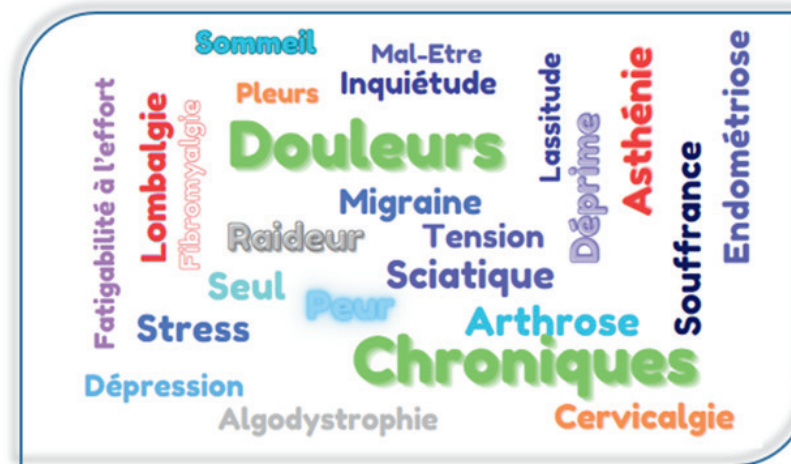 Sommeil
Mal-Etre
Inquiétude
Pleurs
Douleurs
Fatigabilité à l'effort
Lombalgie
Fibromyalgie
Lassitude
Déprime
Asthénie
Souffrance
Endométriose
Migraine
Raideur
Tension
Sciatique
Seul
Peur
Stress
Arthrose
Chroniques
Dépression
Algodystrophie
Cervicalgie